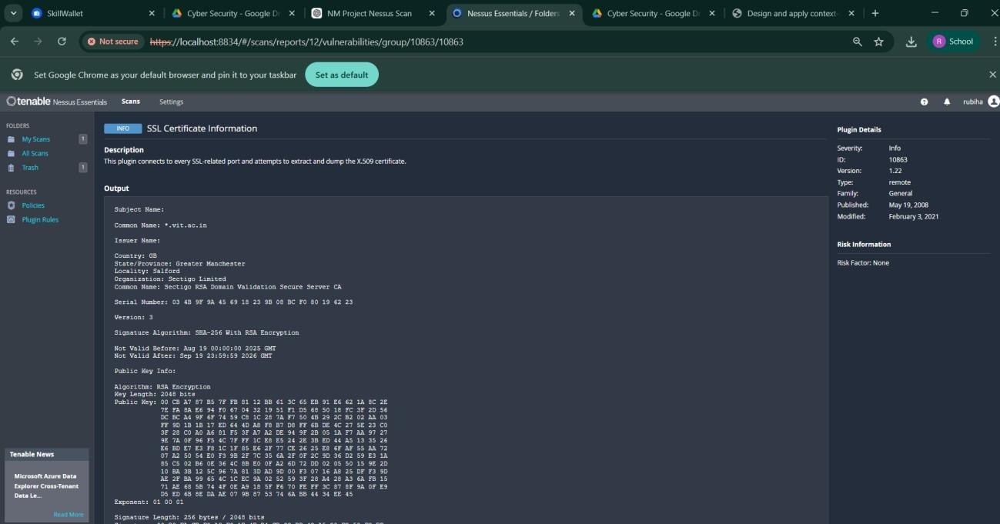 SkillWallet
Cyber Security - Google Dr
NM Project Nessus Scan
Nessus Essentials / Folders
Cyber Security - Google Dr
Design and apply context-
Not secure
https://localhost:8834/#/scans/reports/12/vulnerabilities/group/10863/10863
R School
Set Google Chrome as your default browser and pin it to your taskbar
Set as default
tenable Nessus Essentials
Scans
Settings
rubiha
FOLDERS
My Scans 1
All Scans
Trash 1
RESOURCES
Policies
Plugin Rules
Tenable News
Microsoft Azure Data
Explorer Cross-Tenant
Data Le...
Read More
INFO SSL Certificate Information
Description
This plugin connects to every SSL-related port and attempts to extract and dump the X.509 certificate.
Output
Subject Name:
Common Name: *.vit.ac.in
Issuer Name:
Country: GB
State/Province: Greater Manchester
Locality: Salford
Organization: Sectigo Limited
Common Name: Sectigo RSA Domain Validation Secure Server CA
Serial Number: 03 4B 9F 9A 45 69 18 23 9B 08 BC F0 80 19 62 23
Version: 3
Signature Algorithm: SHA-256 With RSA Encryption
Not Valid Before: Aug 19 00:00:00 2025 GMT
Not Valid After: Sep 19 23:59:59 2026 GMT
Public Key Info:
Algorithm: RSA Encryption
Key Length: 2048 bits
Public Key: 00 CB A7 87 B5 7F FB 81 12 BB 61 3C 65 EB 91 E6 62 1A 8C 2E
7E FA 8A E6 94 F0 67 04 32 19 51 F1 D5 68 50 18 FC 3F 2D 56
DC BC A4 9F 6F 74 59 C8 1C 28 7A F7 50 4B 29 2C B2 02 AA 03
FF 9D 1B 1B 17 ED 64 4D A8 F8 B7 D8 FF 6B DE 4C 27 5E 23 C0
3F 28 C0 A0 A6 81 F5 3F A7 A2 DE 94 9F 2B 05 1A F7 AA 97 27
9E 7A 0F 96 F5 4C 7F FF 1C E8 E5 24 2E 3B ED 44 A5 13 35 26
E6 BD E7 E3 F8 1C 1F 85 E6 2F 77 CE 26 25 E8 6F AF 55 AA 72
07 A2 50 54 E0 F3 9B 2F 7C 35 6A 2F 0F 2C 9D 36 D2 59 E3 1A
85 C5 02 B6 0E 36 4C 8B E0 0F A2 6D 72 DD 02 05 50 15 9E 2D
10 BA 3B 12 5C 96 7A 81 3D AD 9D 00 F3 07 16 A8 25 DF F3 9D
AE 2F BA 99 65 4C 1C EC 9A 02 52 59 3F 28 A4 28 A3 6A FB 15
71 AE 68 5B 74 4F 0E A9 18 5F F6 70 FE FF 3C 87 8F 9A 0F E9
D5 ED 6B 8E DA AE 07 9B 87 53 74 6A BB 44 34 EE 45
Exponent: 01 00 01
Signature Length: 256 bytes / 2048 bits
Plugin Details
Severity: Info
ID: 10863
Version: 1.22
Type: remote
Family: General
Published: May 19, 2008
Modified: February 3, 2021
Risk Information
Risk Factor: None